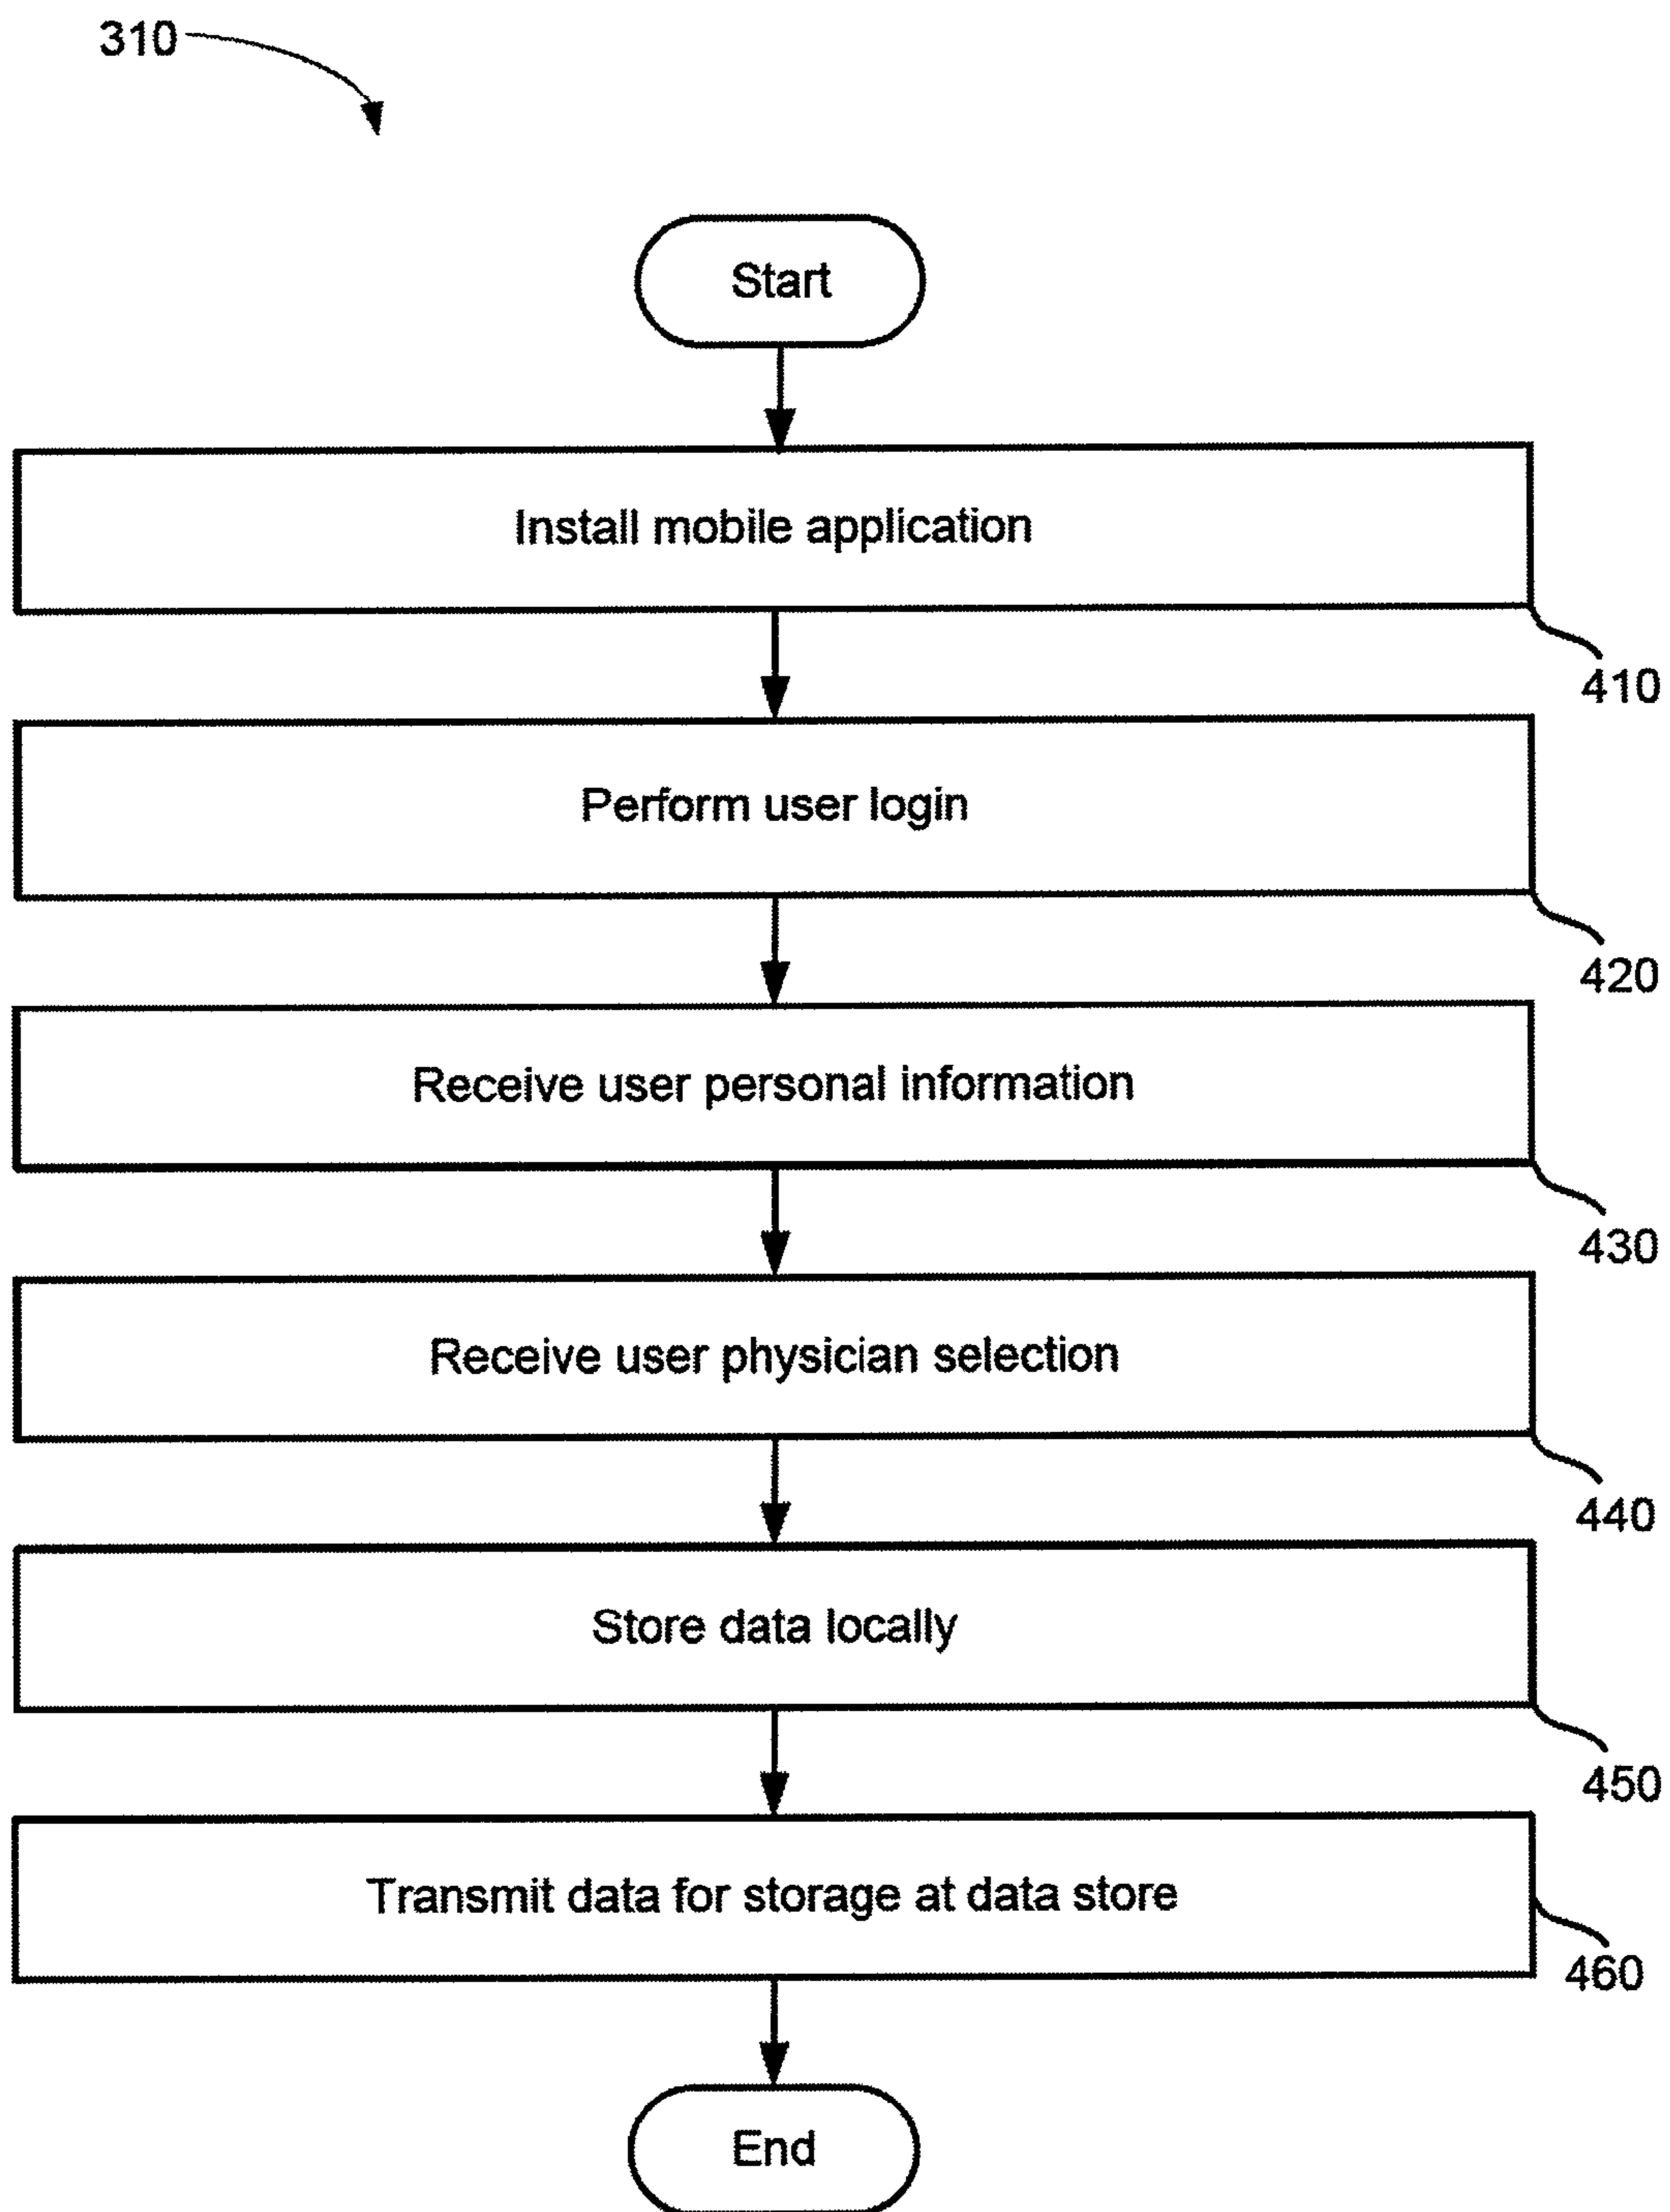 310
Start
Install mobile application
410
Perform user login
420
Receive user personal information
430
Receive user physician selection
440
Store data locally
450
Transmit data for storage at data store
460
End